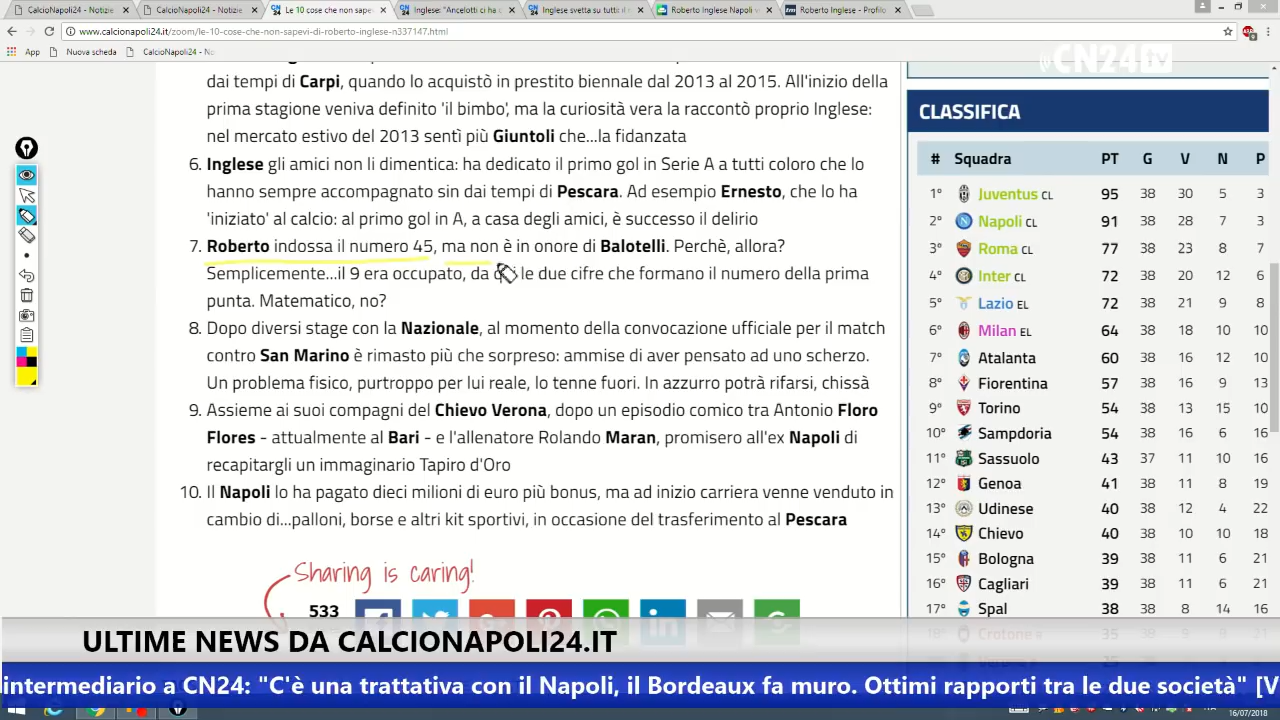 CalcioNapoli24 - Notizie
CalcioNapoli24 - Notizie
Le 10 cose che non sape
Inglese: "Ancelotti ci ha c
Inglese svetta su tutti il r
Roberto Inglese Napoli v
Roberto Inglese - Profilo
www.calcionapoli24.it/zoom/le-10-cose-che-non-sapevi-di-roberto-inglese-n337147.html
App Nuova scheda CalcioNapoli24 - No
CN24TV
dai tempi di Carpi, quando lo acquistò in prestito biennale dal 2013 al 2015. All'inizio della
prima stagione veniva definito 'il bimbo', ma la curiosità vera la raccontò proprio Inglese:
nel mercato estivo del 2013 sentì più Giuntoli che...la fidanzata
6. Inglese gli amici non li dimentica: ha dedicato il primo gol in Serie A a tutti coloro che lo
hanno sempre accompagnato sin dai tempi di Pescara. Ad esempio Ernesto, che lo ha
'iniziato' al calcio: al primo gol in A, a casa degli amici, è successo il delirio
7. Roberto indossa il numero 45, ma non è in onore di Balotelli. Perchè, allora?
Semplicemente...il 9 era occupato, da qui le due cifre che formano il numero della prima
punta. Matematico, no?
8. Dopo diversi stage con la Nazionale, al momento della convocazione ufficiale per il match
contro San Marino è rimasto più che sorpreso: ammise di aver pensato ad uno scherzo.
Un problema fisico, purtroppo per lui reale, lo tenne fuori. In azzurro potrà rifarsi, chissà
9. Assieme ai suoi compagni del Chievo Verona, dopo un episodio comico tra Antonio Floro
Flores - attualmente al Bari - e l'allenatore Rolando Maran, promisero all'ex Napoli di
recapitargli un immaginario Tapiro d'Oro
10. Il Napoli lo ha pagato dieci milioni di euro più bonus, ma ad inizio carriera venne venduto in
cambio di...palloni, borse e altri kit sportivi, in occasione del trasferimento al Pescara
Sharing is caring!
533
CLASSIFICA
# Squadra PT G V N P
1° Juventus CL 95 38 30 5 3
2° Napoli CL 91 38 28 7 3
3° Roma CL 77 38 23 8 7
4° Inter CL 72 38 20 12 6
5° Lazio EL 72 38 21 9 8
6° Milan EL 64 38 18 10 10
7° Atalanta 60 38 16 12 10
8° Fiorentina 57 38 16 9 13
9° Torino 54 38 13 15 10
10° Sampdoria 54 38 16 6 16
11° Sassuolo 43 37 11 10 16
12° Genoa 41 38 11 8 19
13° Udinese 40 38 12 4 22
14° Chievo 40 38 10 10 18
15° Bologna 39 38 11 6 21
16° Cagliari 39 38 11 6 21
17° Spal 38 38 8 14 16
18° Crotone R 35 38
ULTIME NEWS DA CALCIONAPOLI24.IT
intermediario a CN24: "C'è una trattativa con il Napoli, il Bordeaux fa muro. Ottimi rapporti tra le due società" [V
16/07/2018